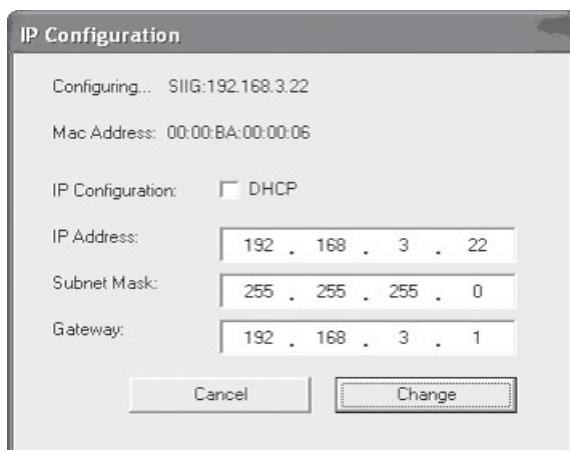 IP Configuration
Configuring... SIIG:192.168.3.22
Mac Address: 00:00:BA:00:00:06
IP Configuration: DHCP
IP Address: 192 . 168 . 3 . 22
Subnet Mask: 255 . 255 . 255 . 0
Gateway: 192 . 168 . 3 . 1
Cancel Change